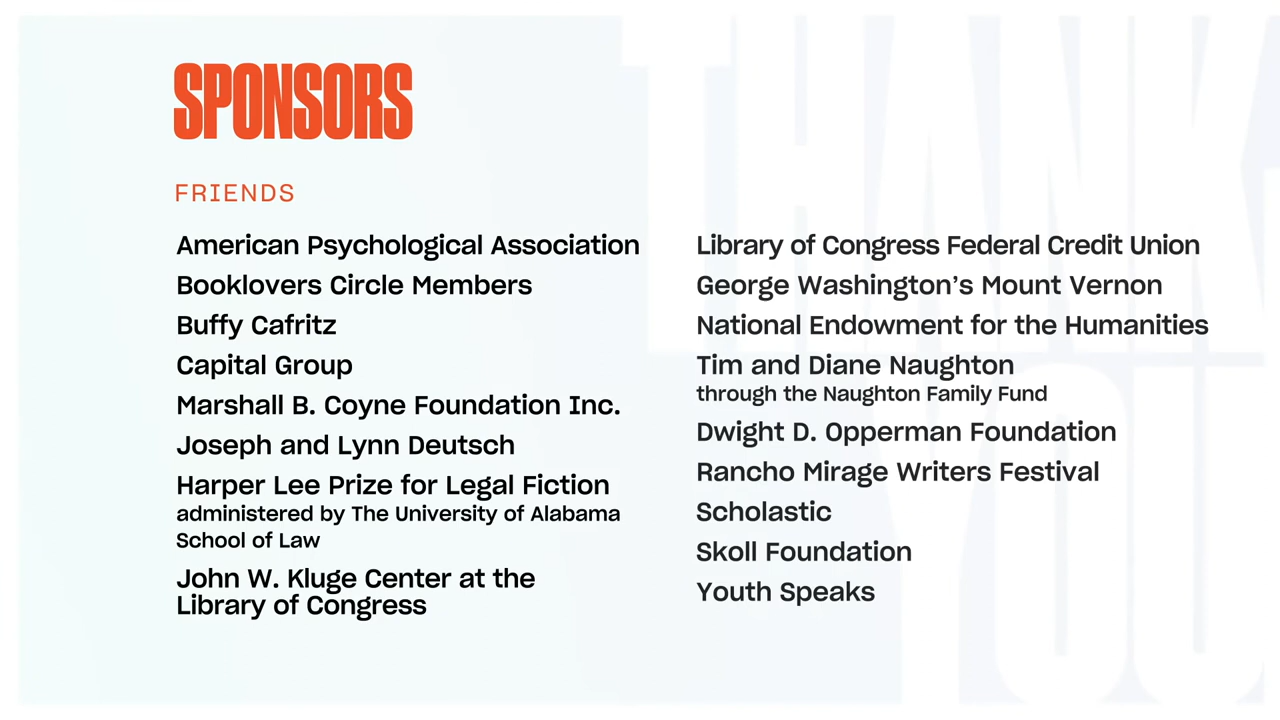 SPONSORS
FRIENDS
American Psychological Association
Booklovers Circle Members
Buffy Cafritz
Capital Group
Marshall B. Coyne Foundation Inc.
Joseph and Lynn Deutsch
Harper Lee Prize for Legal Fiction
administered by The University of Alabama
School of Law
John W. Kluge Center at the
Library of Congress
Library of Congress Federal Credit Union
George Washington’s Mount Vernon
National Endowment for the Humanities
Tim and Diane Naughton
through the Naughton Family Fund
Dwight D. Opperman Foundation
Rancho Mirage Writers Festival
Scholastic
Skoll Foundation
Youth Speaks
THANK
YOU